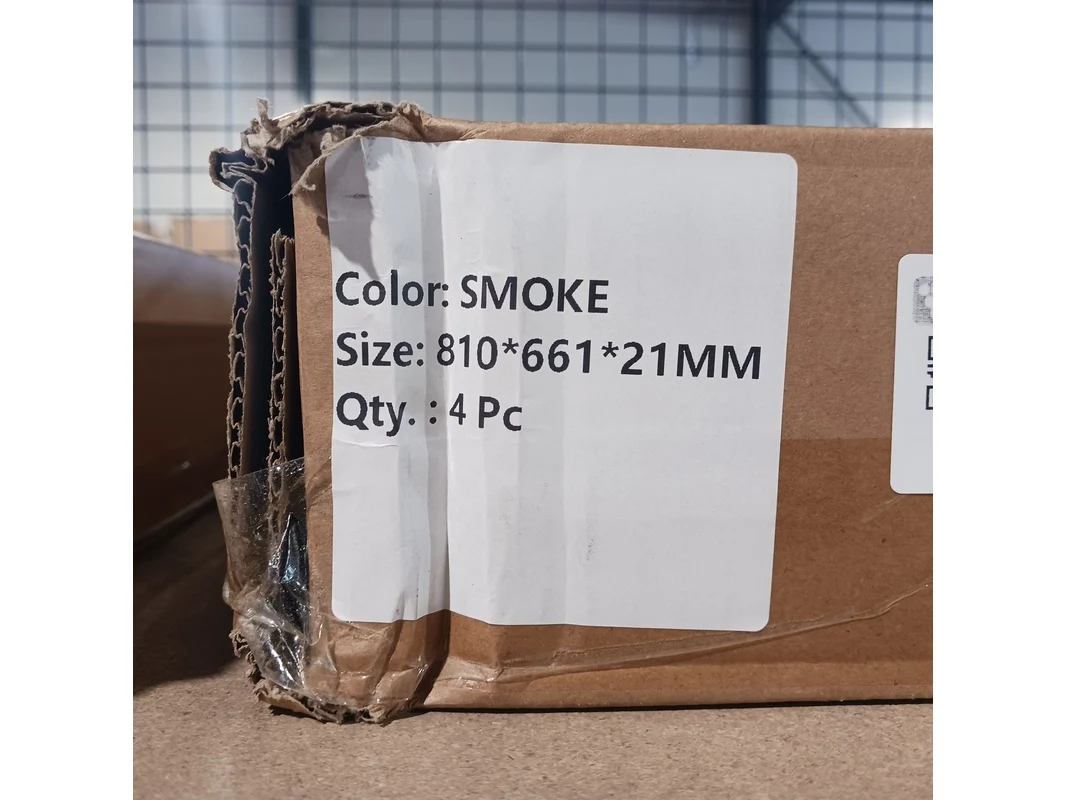 Color: SMOKE
Size: 810*661*21MM
Qty. : 4 Pc